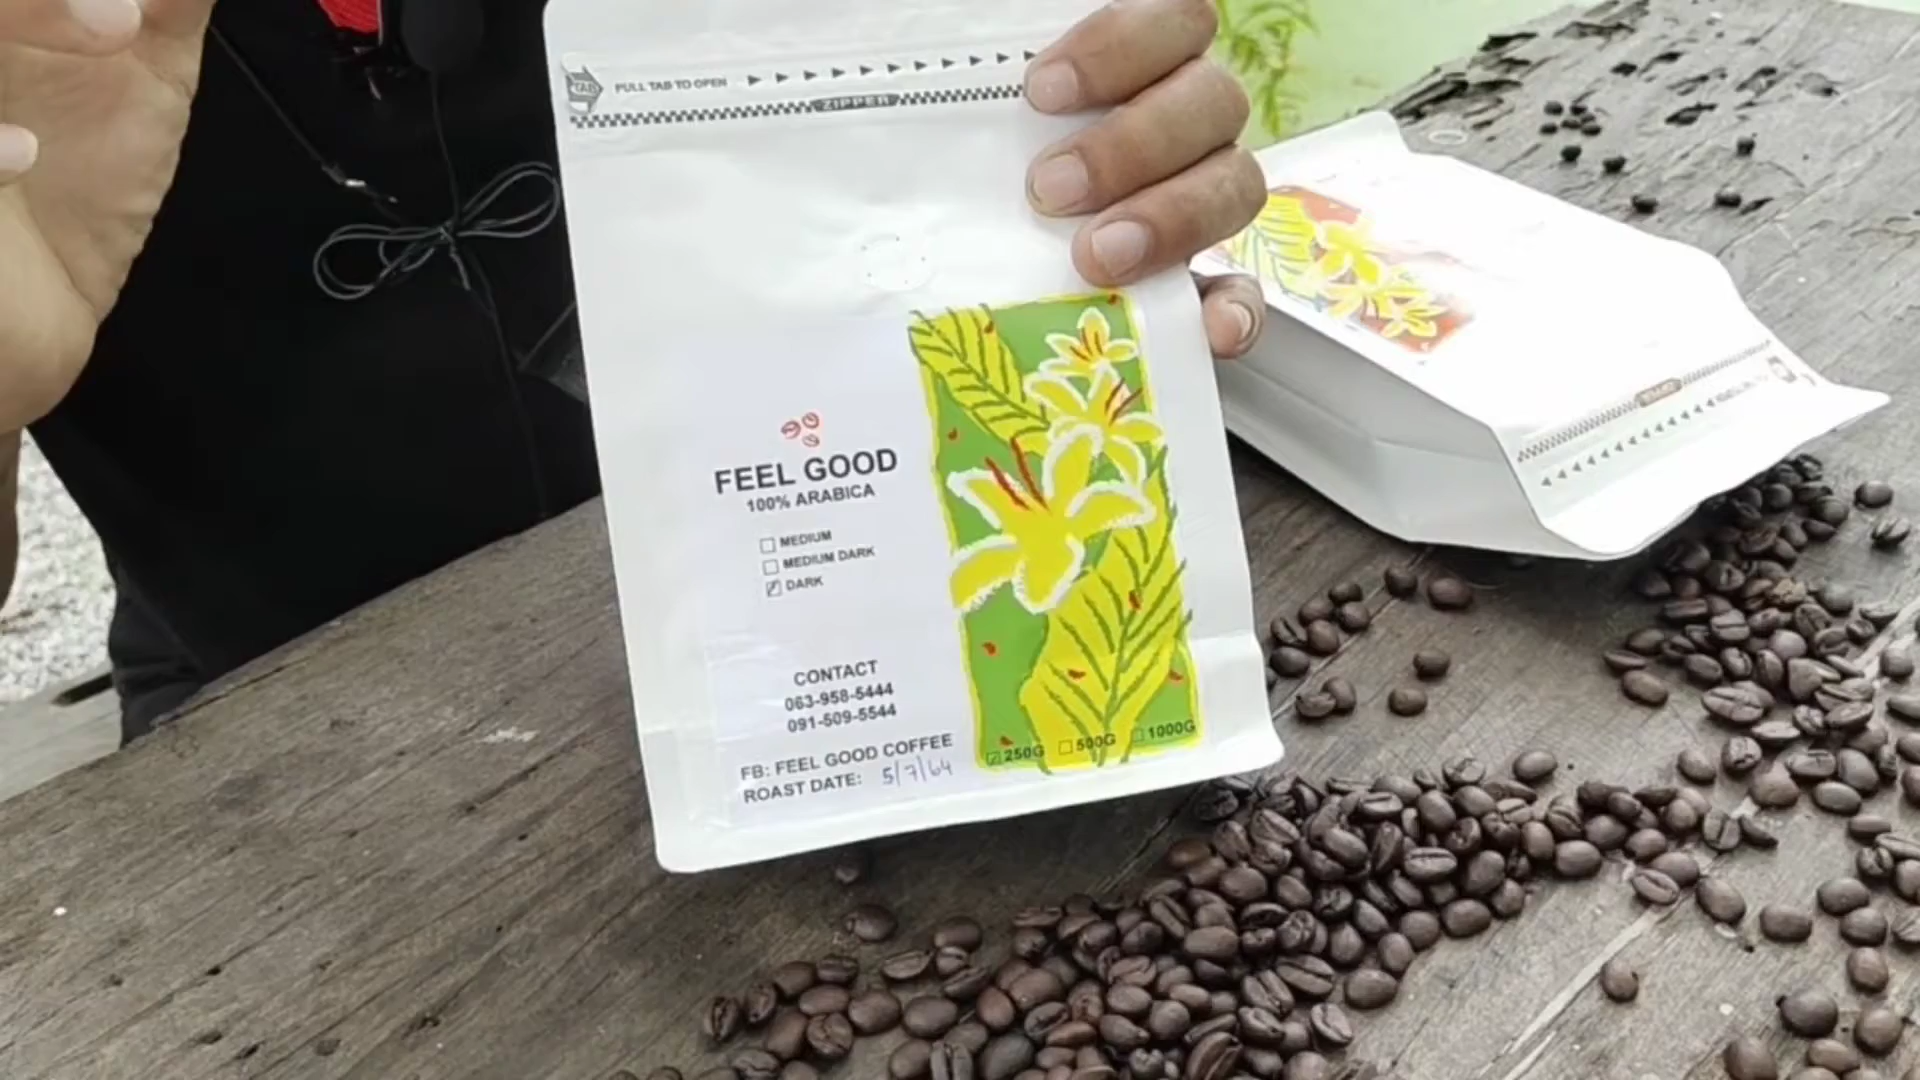 TAB
PULL TAB TO OPEN
ZIPPER
FEEL GOOD
100% ARABICA
MEDIUM
MEDIUM DARK
DARK
CONTACT
063-958-5444
091-509-5544
FB: FEEL GOOD COFFEE
ROAST DATE: 5/7/64
250G 500G 1000G